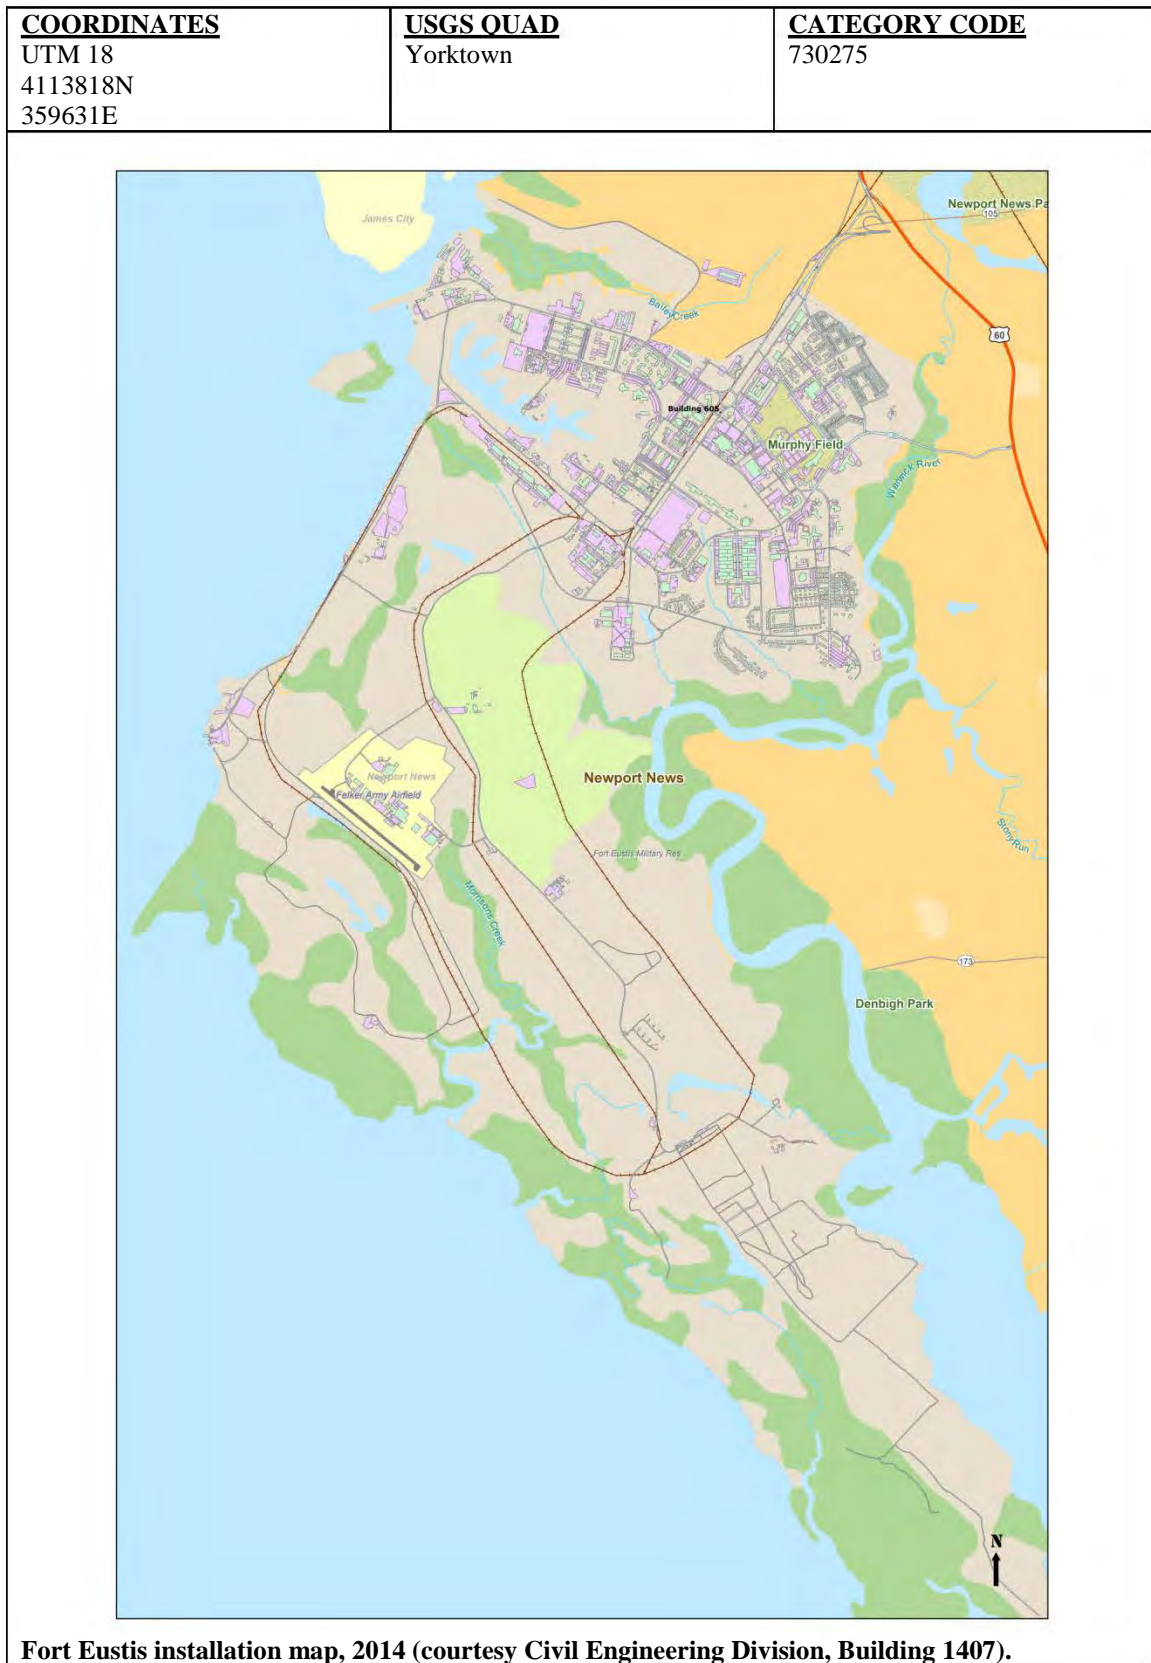 COORDINATES
UTM 18
4113818N
359631E
USGS QUAD
Yorktown
CATEGORY CODE
730275
James City
Newport News Pa
105
Bailey Creek
60
Building 605
Murphy Field
Warwick River
Newport News
Felker Army Airfield
Newport News
Fort Eustis Military Res
Stony Run
Morrisons Creek
173
Denbigh Park
N
Fort Eustis installation map, 2014 (courtesy Civil Engineering Division, Building 1407).